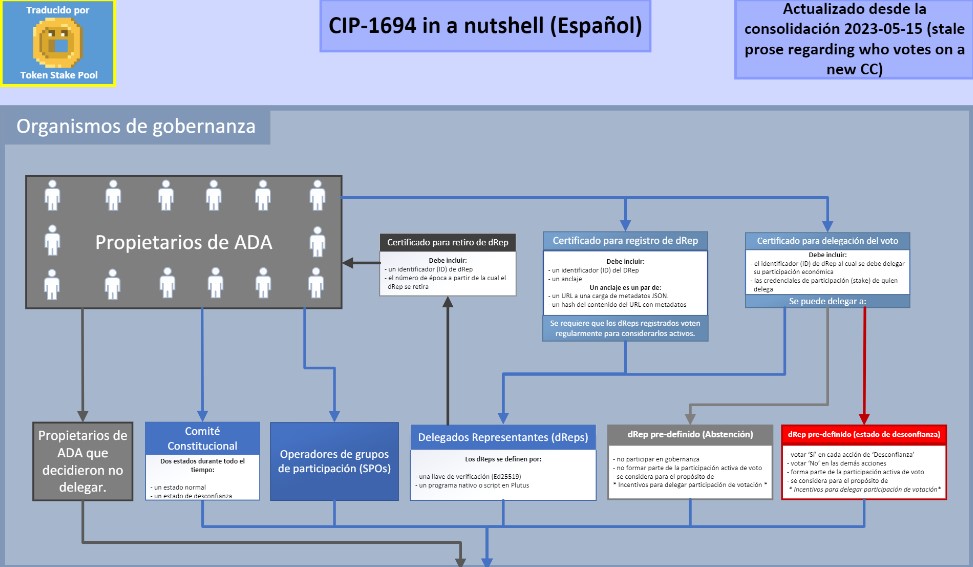 Traducido por
Token Stake Pool
CIP-1694 in a nutshell (Español)
Actualizado desde la
consolidación 2023-05-15 (stale
prose regarding who votes on a
new CC)
Organismos de gobernanza
Propietarios de ADA
Certificado para retiro de dRep
Debe incluir:
- un identificador (ID) de dRep
- el número de época a partir de la cual el
dRep se retira
Certificado para registro de dRep
Debe incluir:
- un identificador (ID) del DRep
- un anclaje
Un anclaje es un par de:
- un URL a una carga de metadatos JSON.
un hash del contenido del URL con metadatos
Se requiere que los dReps registrados voten
regularmente para considerarlos activos.
Certificado para delegación del voto
Debe incluir:
- el identificador (ID) de dRep al cual se debe delegar
su participación económica
- las credenciales de participación (stake) de quien
delega
Se puede delegar a:
Propietarios de
ADA que
decidieron no
delegar.
Comité
Constitucional
Dos estados durante todo el
tiempo:
- un estado normal
- un estado de desconfianza
Operadores de grupos
de participación (SPOs)
Delegados Representantes (dReps)
Los dReps se definen por:
- una llave de verificación (Ed25519)
- un programa nativo o script en Plutus
dRep pre-definido (Abstención)
- no participar en gobernanza
- no formar parte de la participación activa de voto
se considera para el propósito de
* Incentivos para delegar participación de votación *
dRep pre-definido (estado de desconfianza)
- votar 'Sí' en cada acción de 'Desconfianza'
- votar 'No' en las demás acciones
- forma parte de la participación activa de voto
- se considera para el propósito de
* Incentivos para delegar participación de votación*